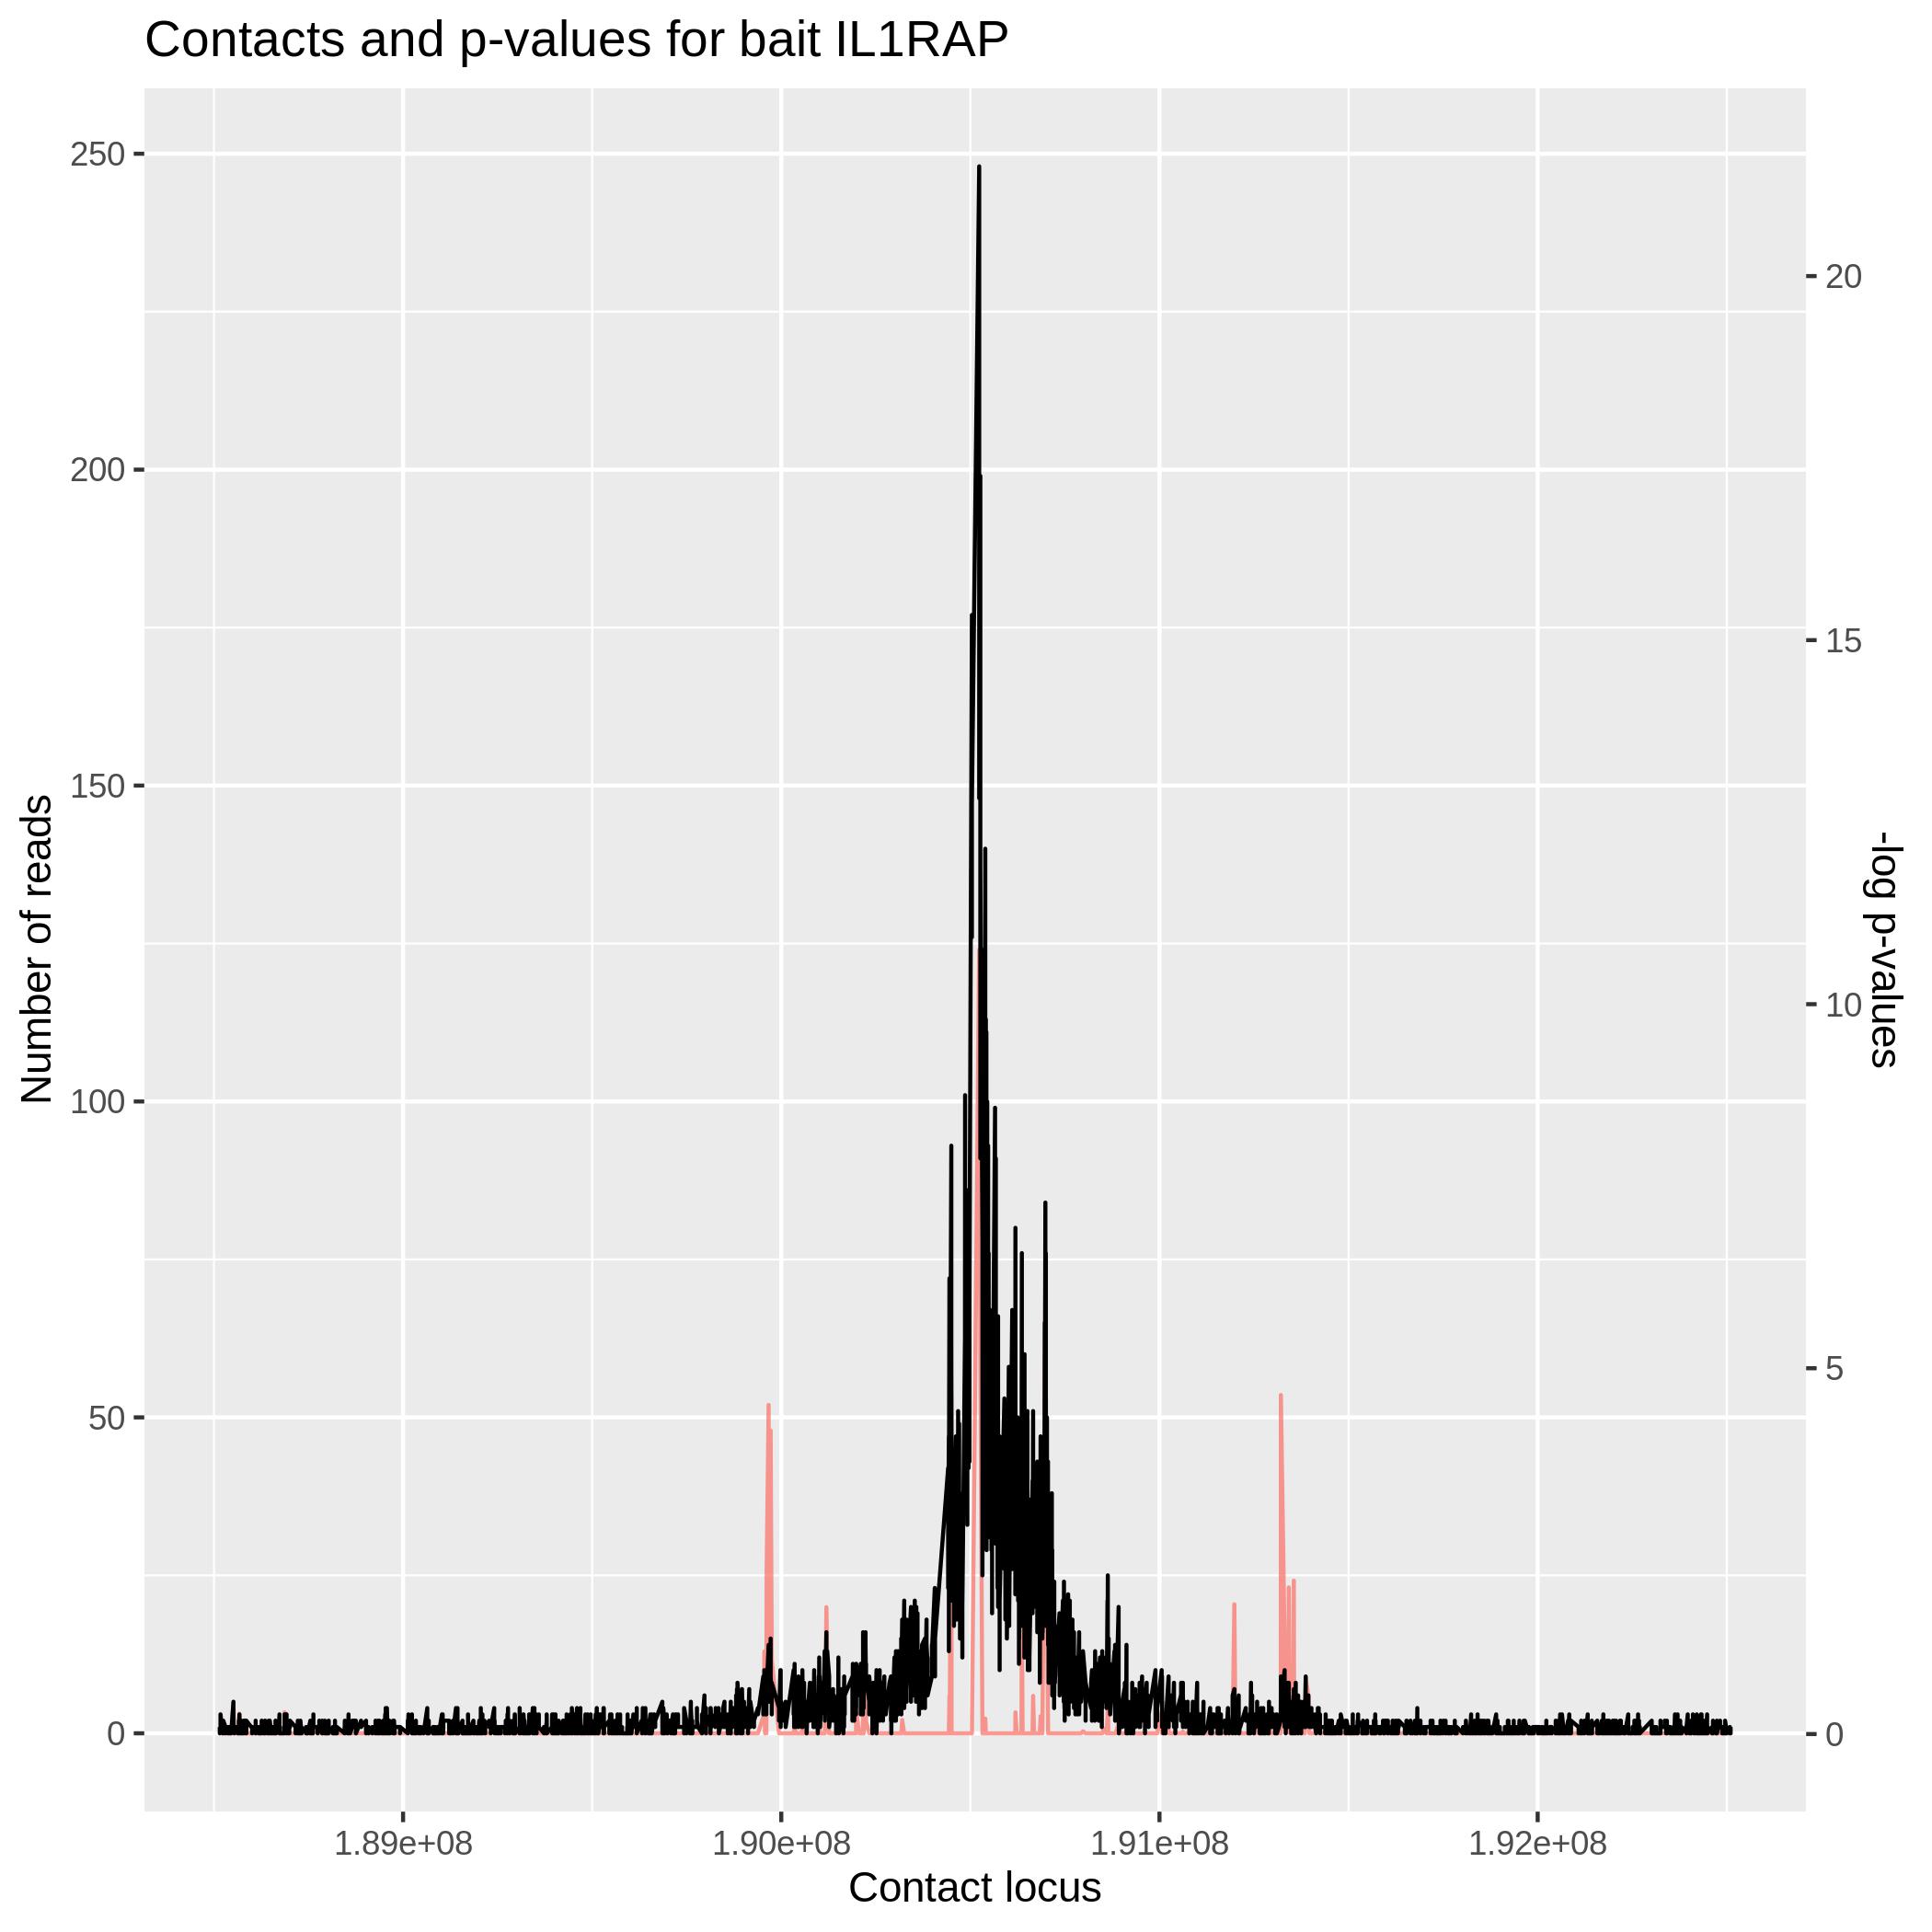 Contacts and p-values for bait IL1RAP
250
200
150
100
50
0
Number of reads
20
15
10
5
0
-log p-values
1.89e+08
1.90e+08
1.91e+08
1.92e+08
Contact locus